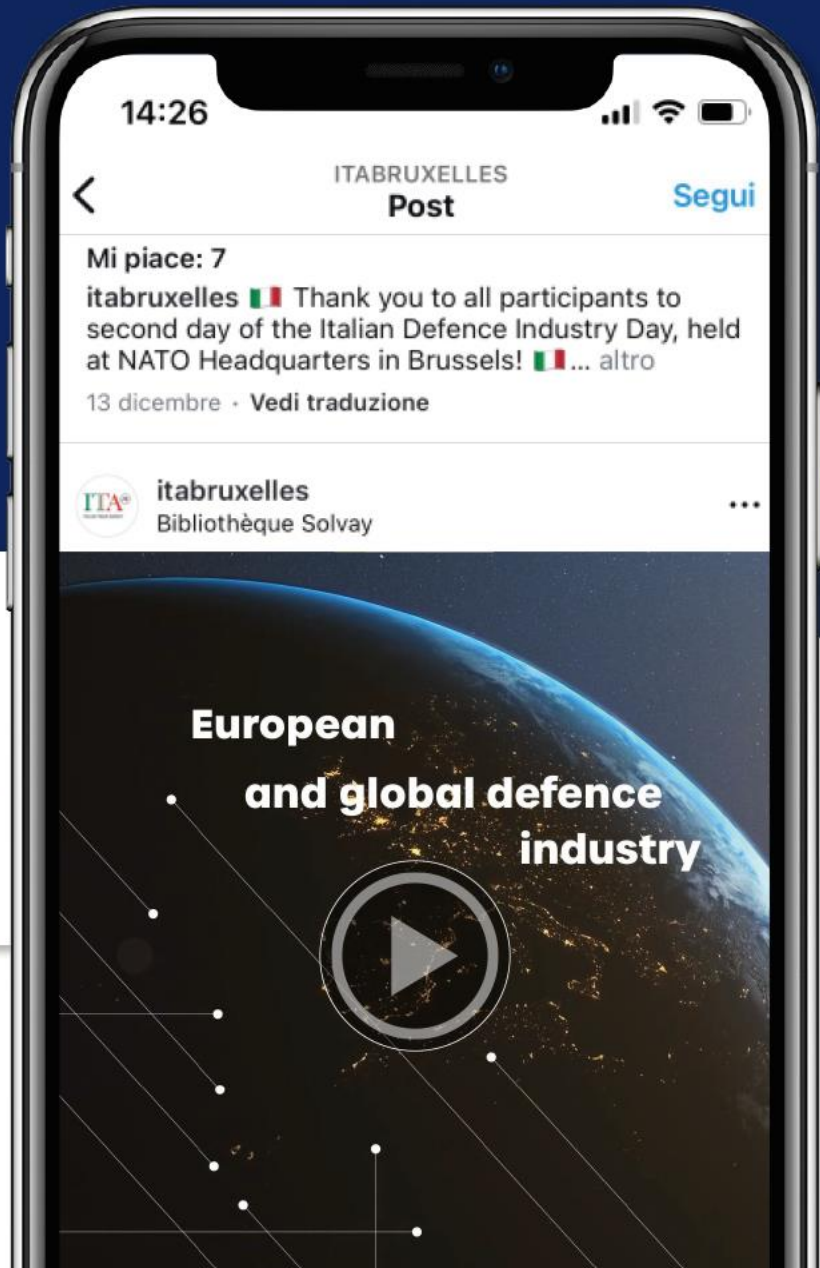 14:26
ITABRUXELLES
Post
Segui
Mi piace: 7
itabruxelles 🇮🇹 Thank you to all participants to
second day of the Italian Defence Industry Day, held
at NATO Headquarters in Brussels! 🇮🇹... altro
13 dicembre · Vedi traduzione
ITA®
itabruxelles
Bibliothèque Solvay
European
and global defence
industry